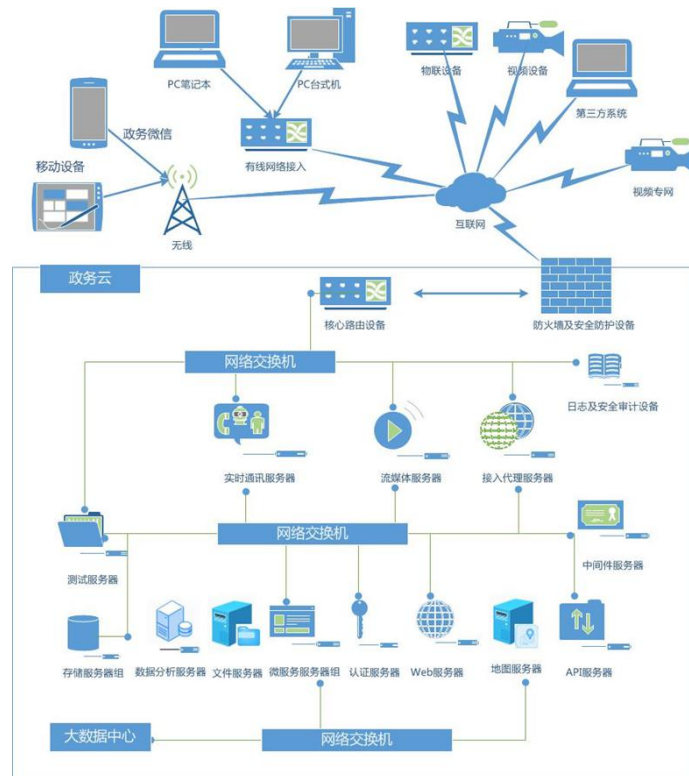 PC笔记本
PC台式机
物联设备
视频设备
第三方系统
政务微信
移动设备
有线网络接入
视频专网
无线
互联网
政务云
核心路由设备
防火墙及安全防护设备
网络交换机
日志及安全审计设备
实时通讯服务器
流媒体服务器
接入代理服务器
网络交换机
测试服务器
中间件服务器
存储服务器组
数据分析服务器
文件服务器
微服务服务器组
认证服务器
Web服务器
地图服务器
API服务器
大数据中心
网络交换机